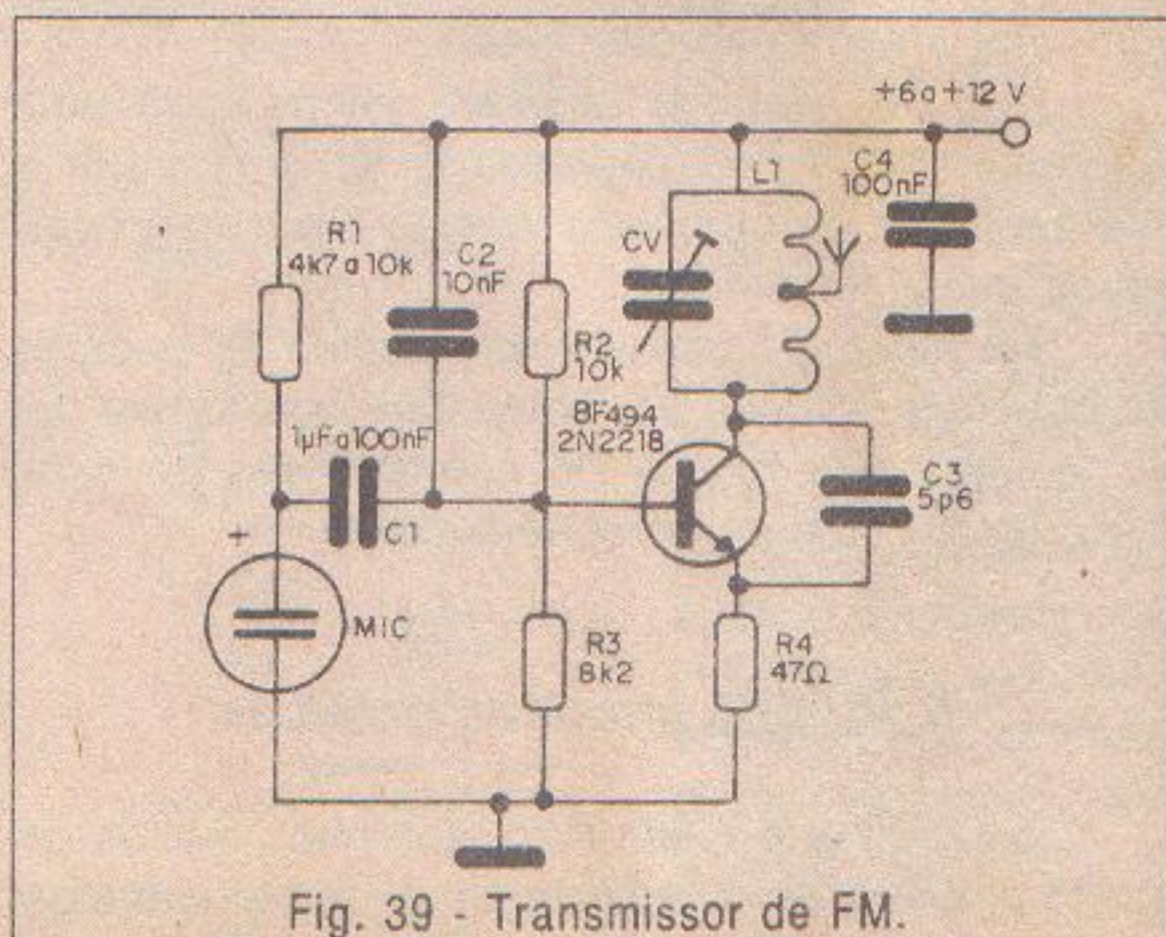 +6a+12 V
C4
100nF
L1
CV
R1
4k7 a 10k
C2
10nF
R2
10k
BF494
2N2218
1µF a 100nF
C1
C3
5p6
+
MIC
R3
8k2
R4
47Ω
Fig. 39 - Transmissor de FM.